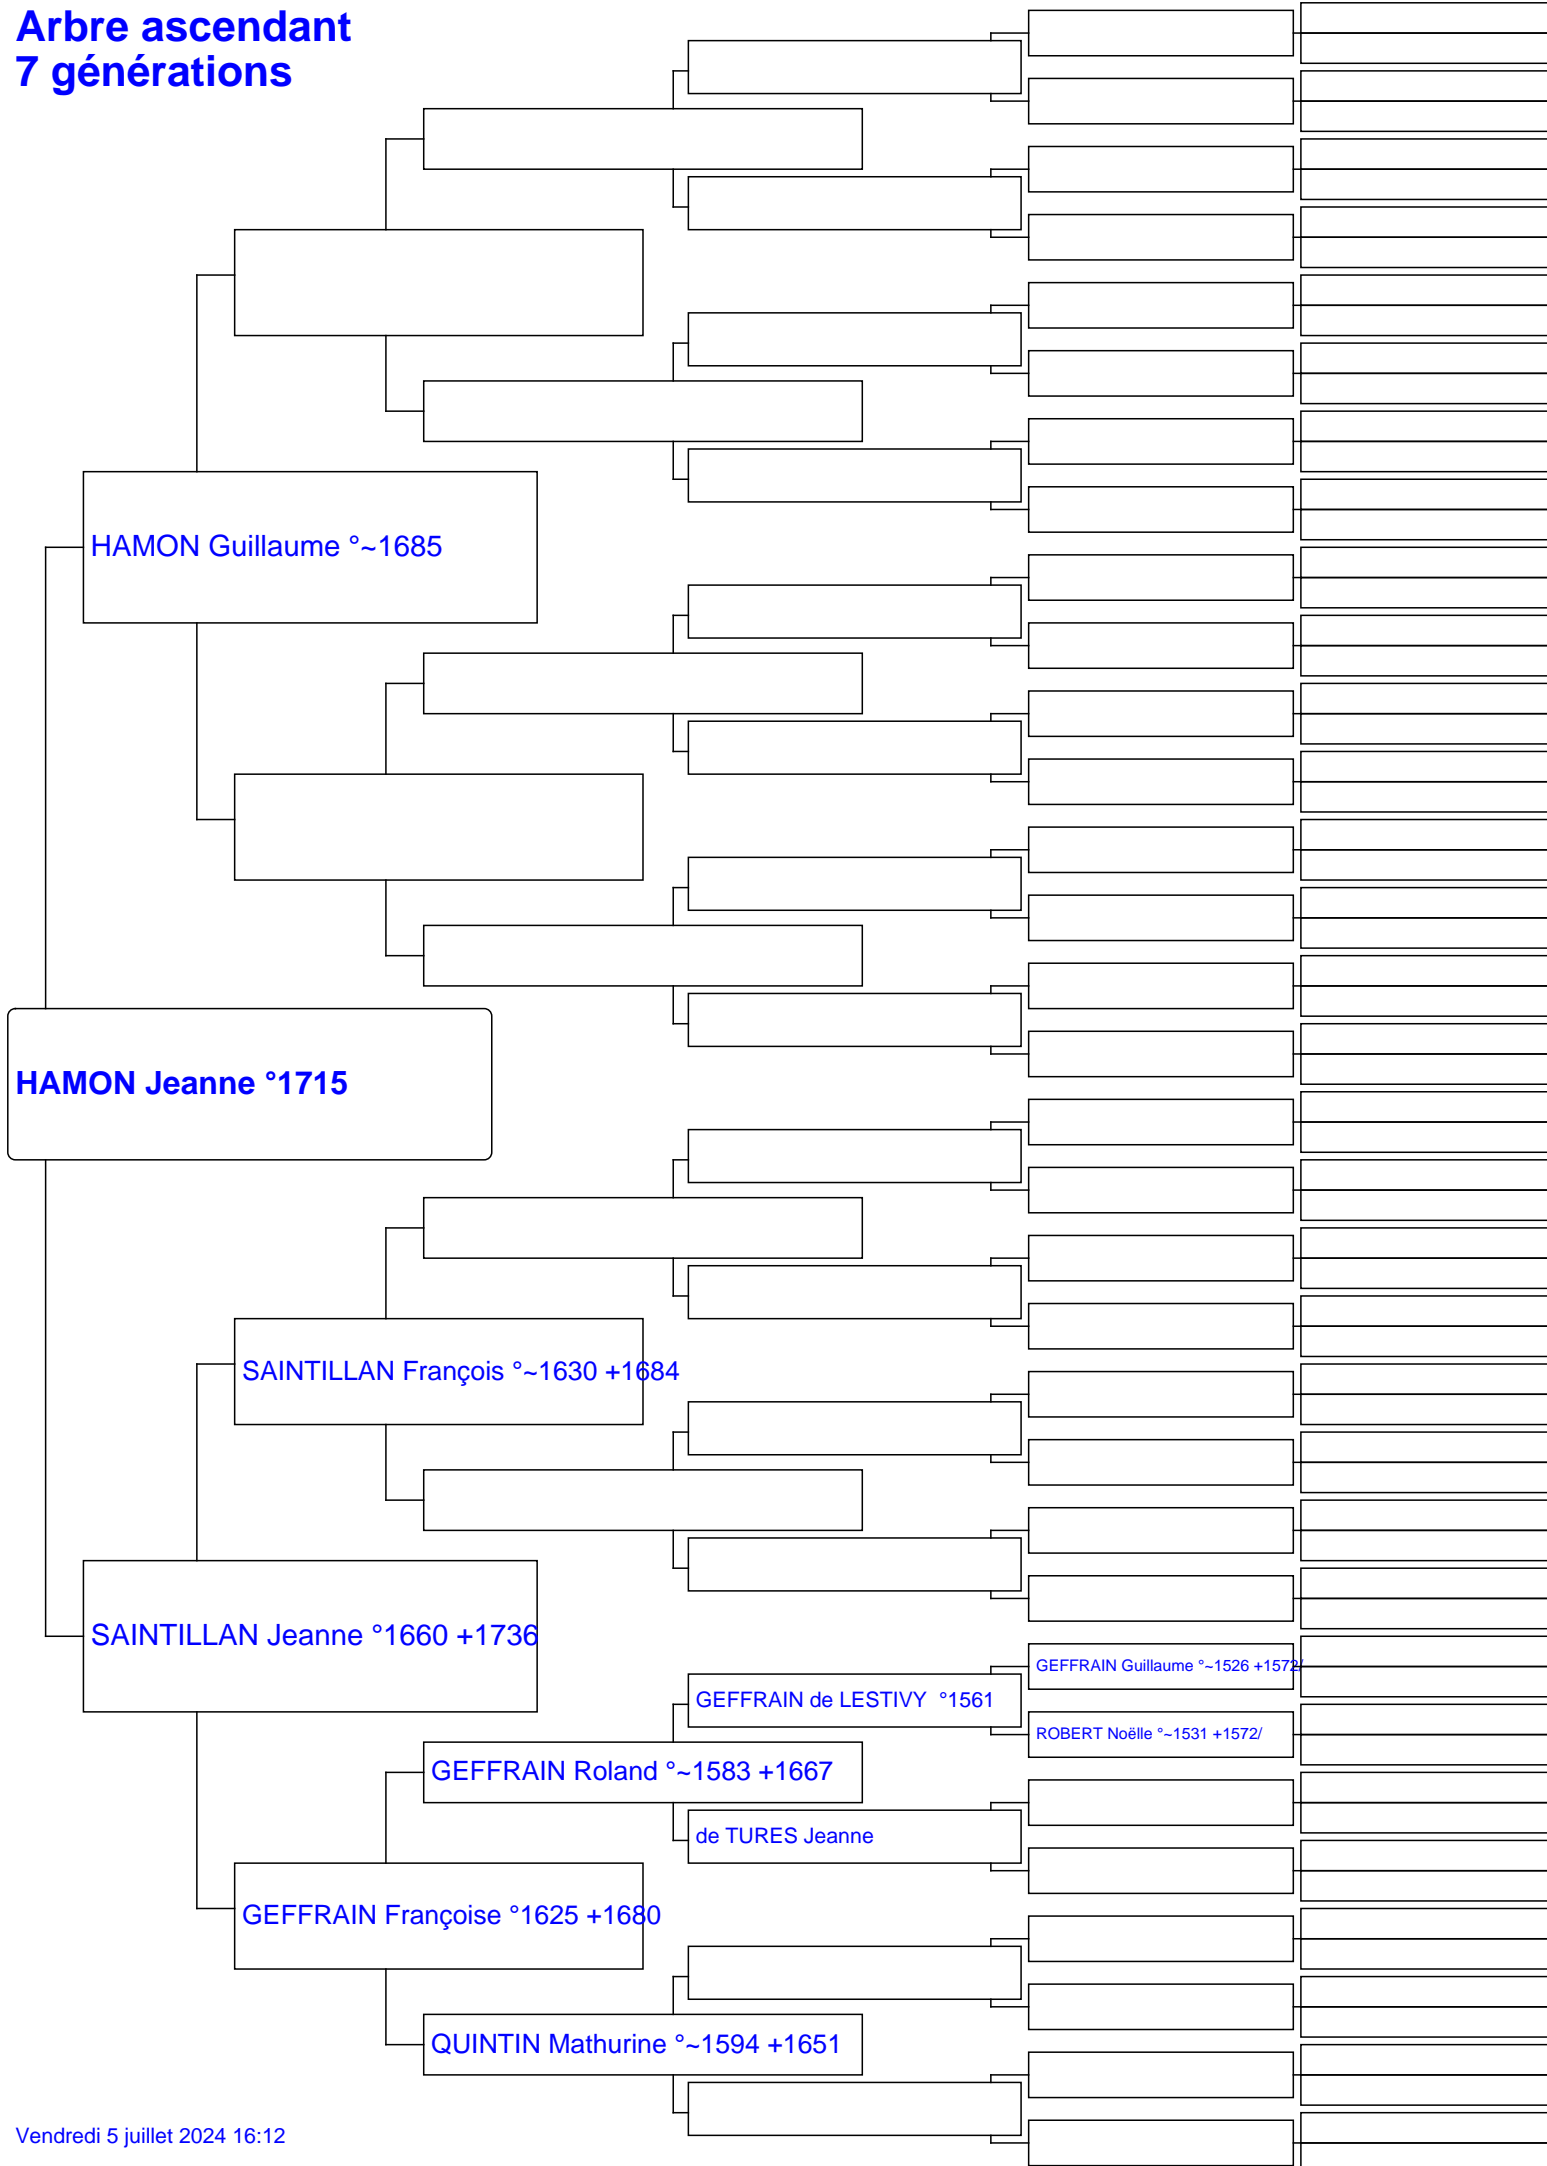 Arbre ascendant
7 générations
HAMON Guillaume °~1685
HAMON Jeanne °1715
SAINTILLAN François °~1630 +1684
SAINTILLAN Jeanne °1660 +1736
GEFFRAIN Guillaume °~1526 +1572/
GEFFRAIN de LESTIVY °1561
ROBERT Noëlle °~1531 +1572/
GEFFRAIN Roland °~1583 +1667
de TURES Jeanne
GEFFRAIN Françoise °1625 +1680
QUINTIN Mathurine °~1594 +1651
Vendredi 5 juillet 2024 16:12